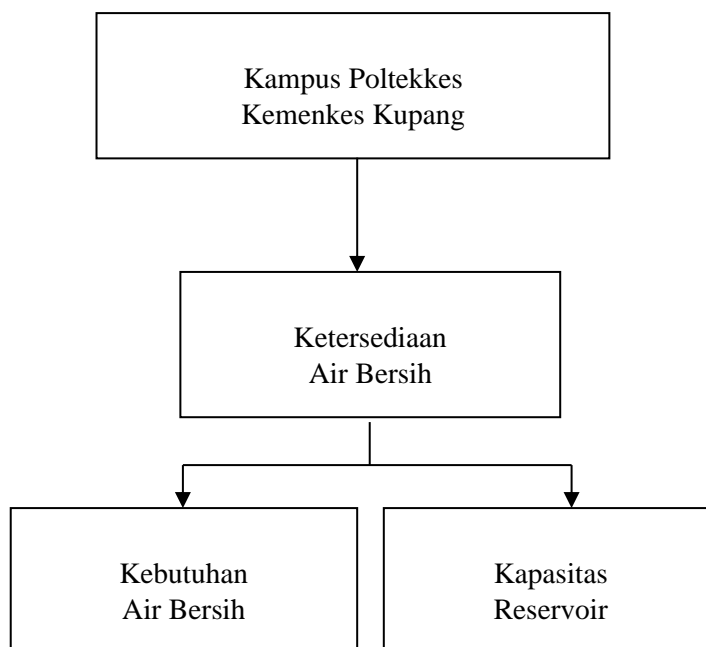 Kampus Poltekkes
Kemenkes Kupang
Ketersediaan
Air Bersih
Kebutuhan
Air Bersih
Kapasitas
Reservoir